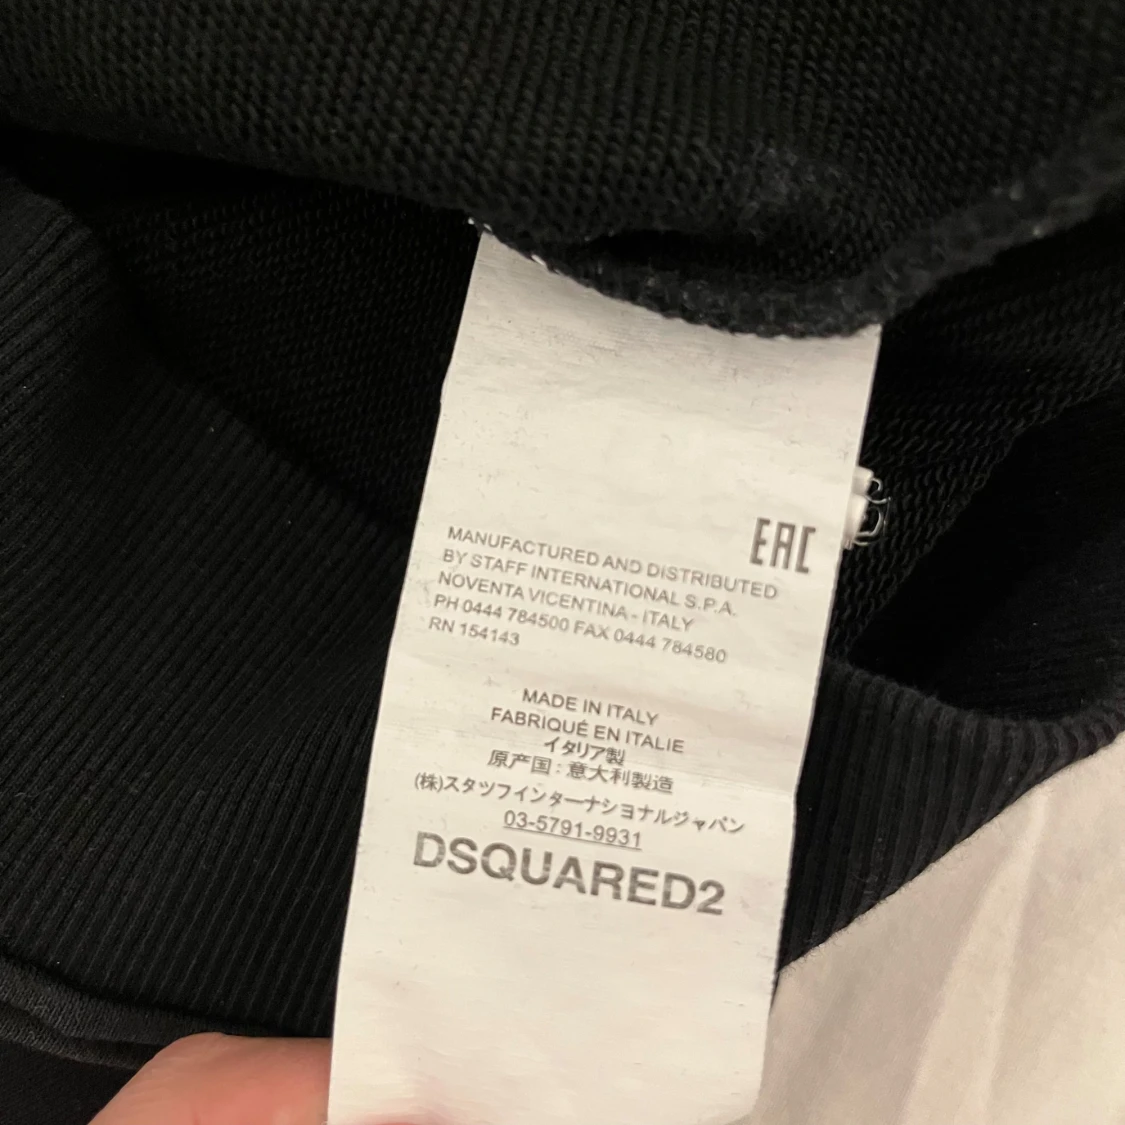 EAC
MANUFACTURED AND DISTRIBUTED
BY STAFF INTERNATIONAL S.P.A.
NOVENTA VICENTINA - ITALY
PH 0444 784500 FAX 0444 784580
RN 154143
MADE IN ITALY
FABRIQUÉ EN ITALIE
イタリア製
原产国：意大利製造
(株)スタッフインターナショナルジャパン
03-5791-9931
DSQUARED2